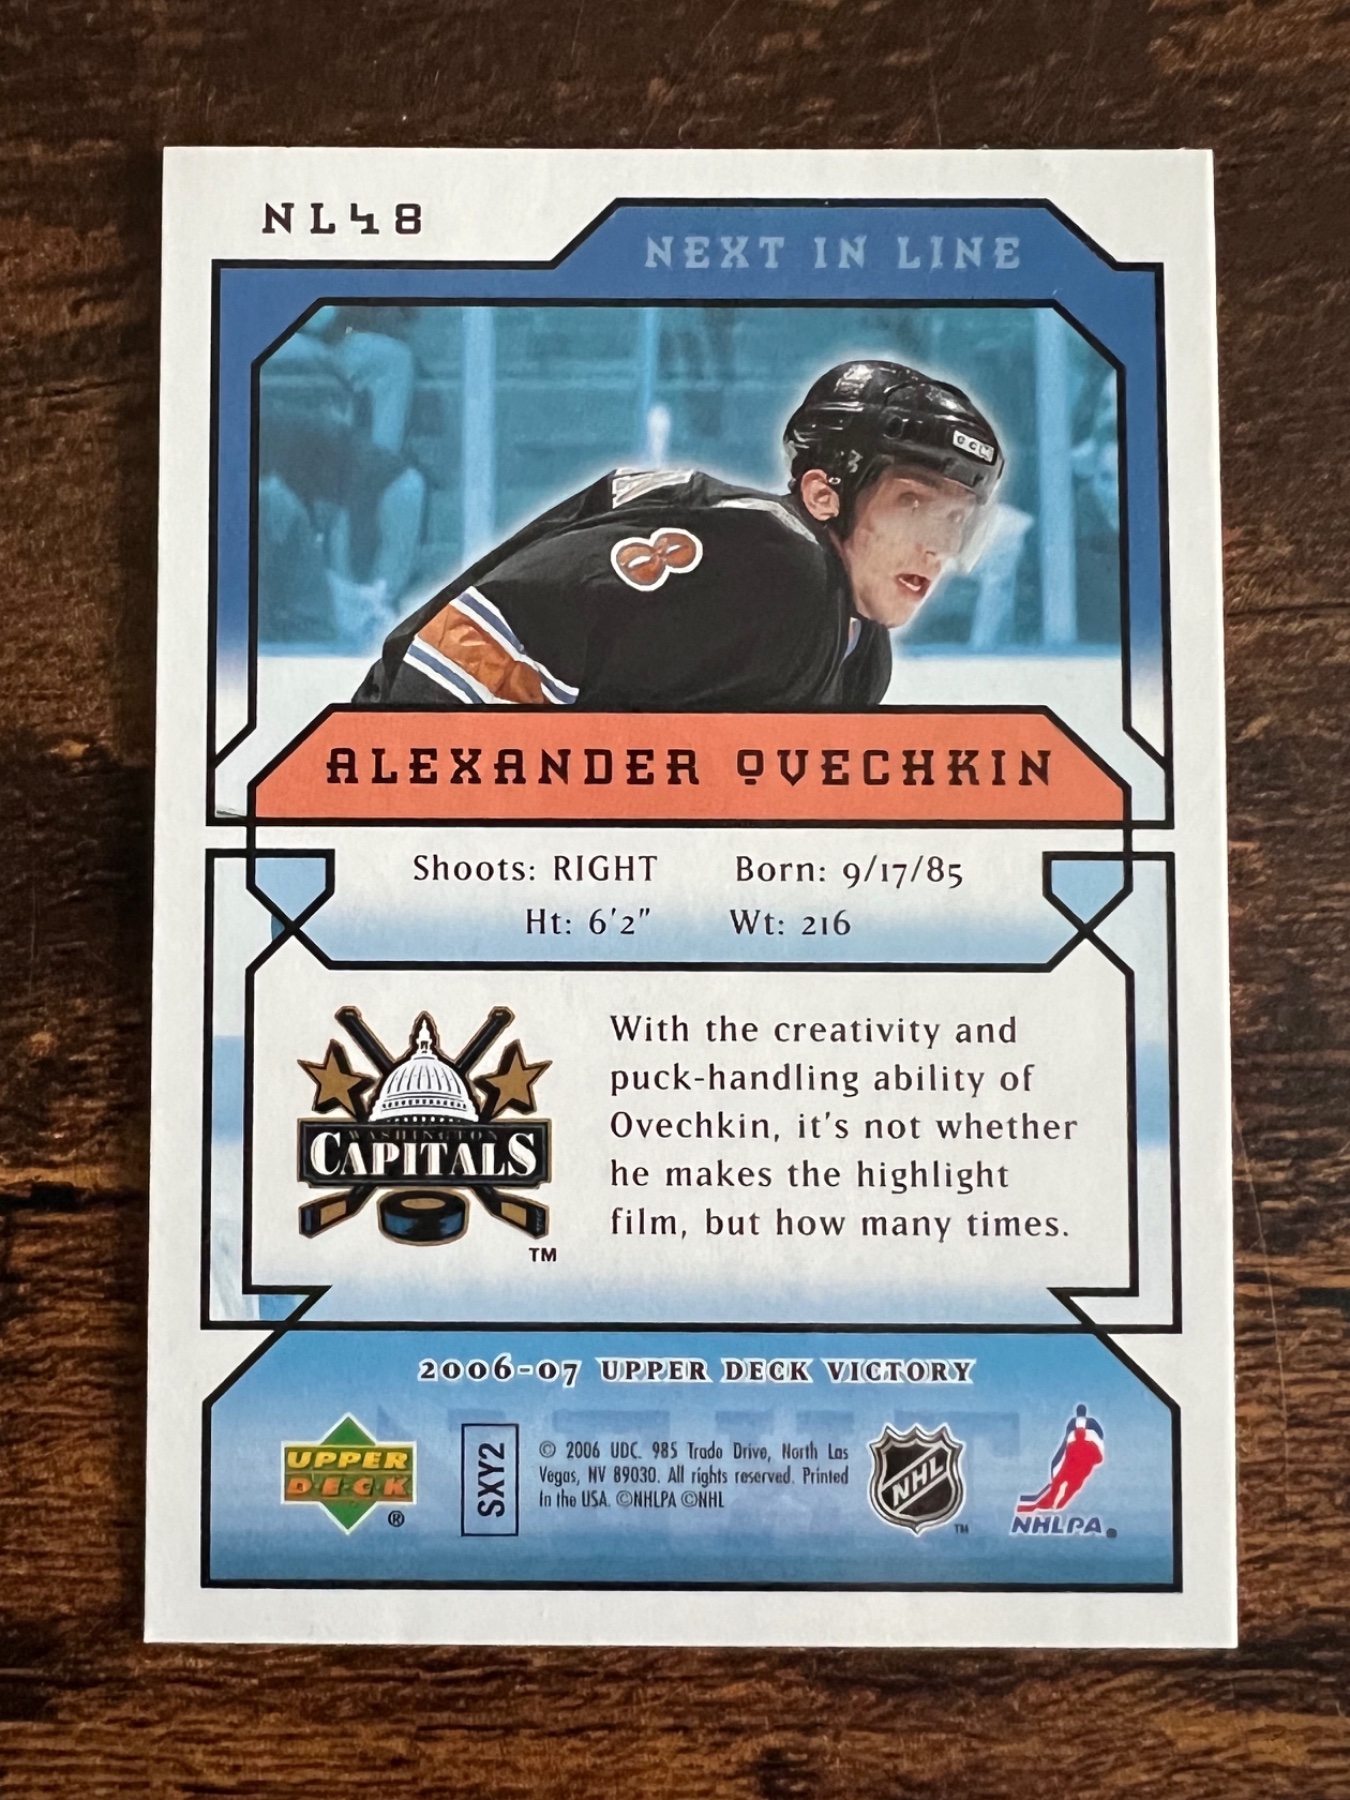 NL48
NEXT IN LINE
CCM
8
ALEXANDER OVECHKIN
Shoots: RIGHT Born: 9/17/85
Ht: 6'2" Wt: 216
WASHINGTON
CAPITALS
TM
With the creativity and
puck-handling ability of
Ovechkin, it's not whether
he makes the highlight
film, but how many times.
2006-07 UPPER DECK VICTORY
UPPER
DECK
®
SXY2
© 2006 UDC. 985 Trade Drive, North Las
Vegas, NV 89030. All rights reserved. Printed
In the USA. ©NHLPA ©NHL
NHL
TM
NHLPA®